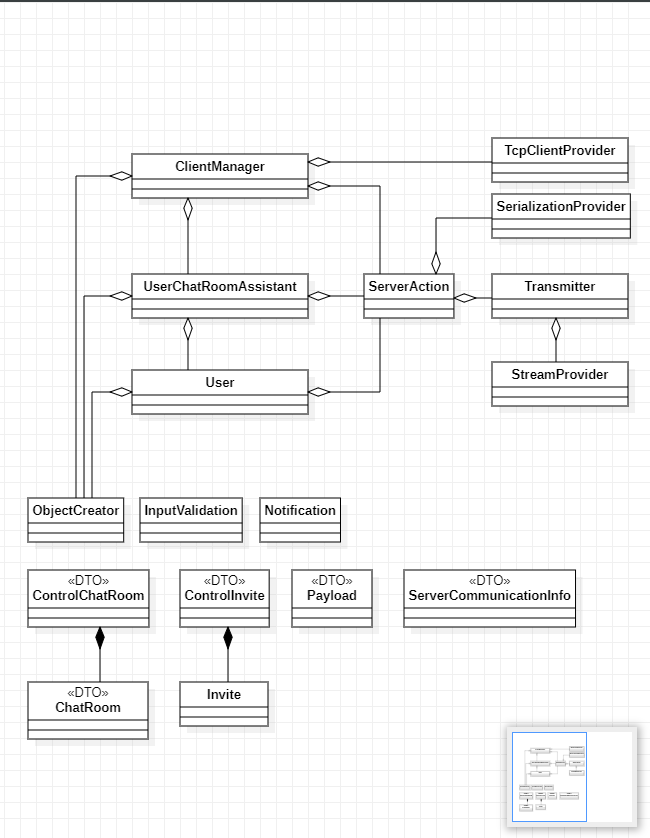 TcpClientProvider
ClientManager
SerializationProvider
UserChatRoomAssistant
ServerAction
Transmitter
User
StreamProvider
ObjectCreator
InputValidation
Notification
«DTO»
ControlChatRoom
«DTO»
ControlInvite
«DTO»
Payload
«DTO»
ServerCommunicationInfo
«DTO»
ChatRoom
Invite